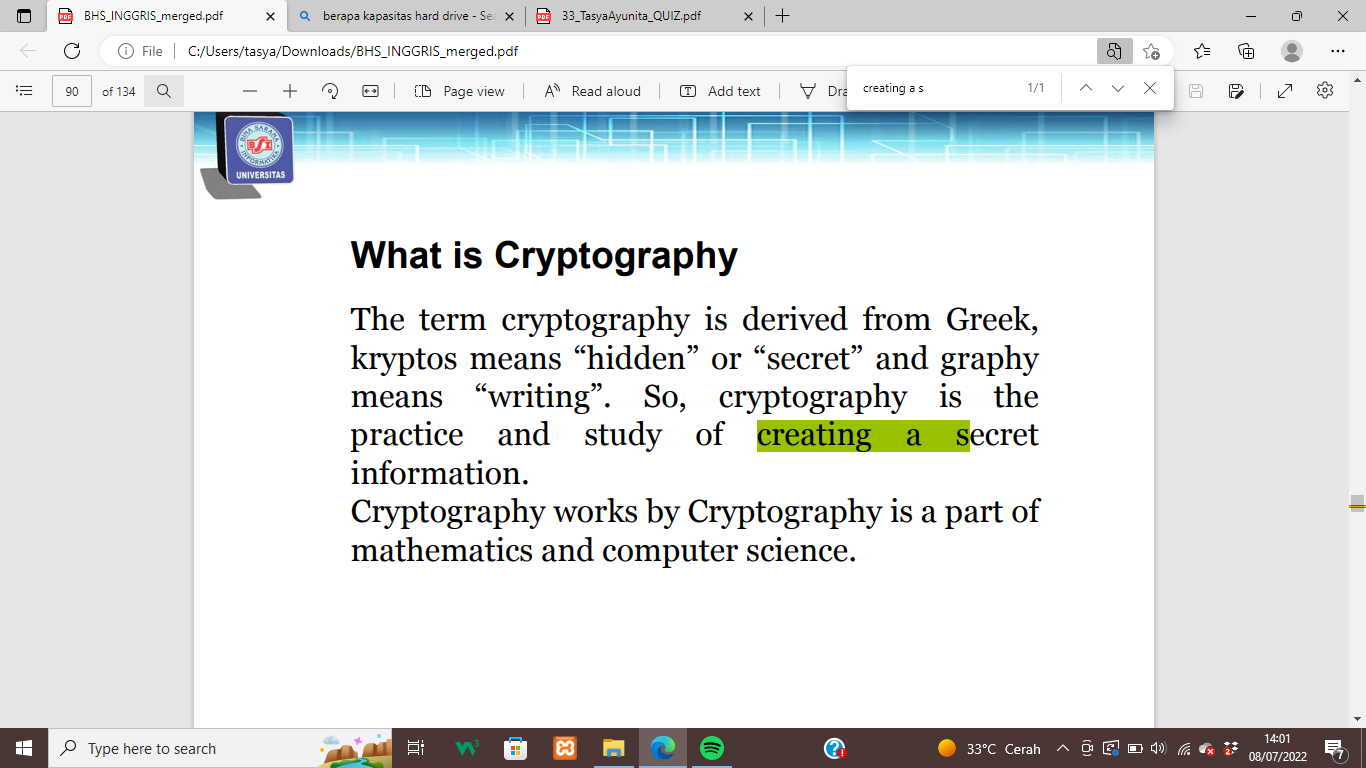 BHS_INGGRIS_merged.pdf
berapa kapasitas hard drive - Sea
33_TasyaAyunita_QUIZ.pdf
File
C:/Users/tasya/Downloads/BHS_INGGRIS_merged.pdf
90 of 134
Page view
Read aloud
Add text
Dra
creating a s
1/1
BINA SARANA
BSI
INFORMATIKA
UNIVERSITAS
What is Cryptography
The term cryptography is derived from Greek,
kryptos means “hidden” or “secret” and graphy
means “writing”. So, cryptography is the
practice and study of creating a secret
information.
Cryptography works by Cryptography is a part of
mathematics and computer science.
Type here to search
33°C Cerah
14:01
08/07/2022
7